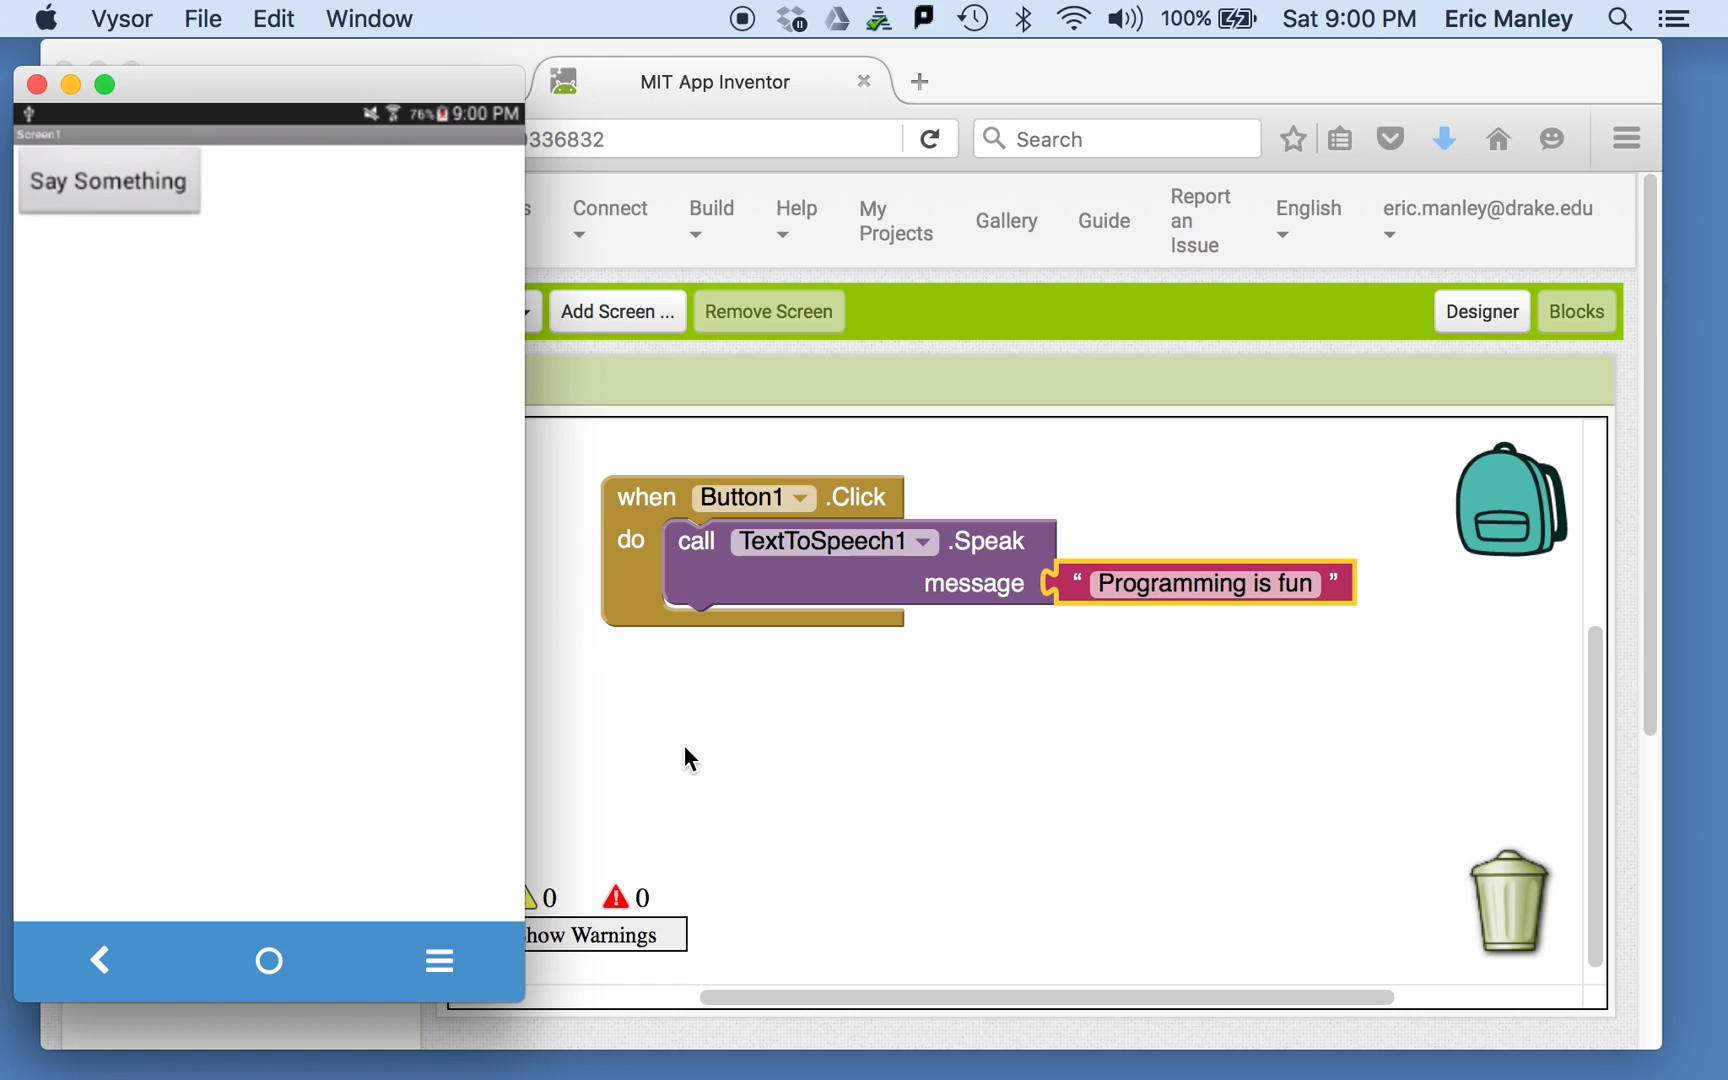 Vysor File Edit Window 100% Sat 9:00 PM Eric Manley
MIT App Inventor
76% 9:00 PM
Screen1
336832
Search
Say Something
s Connect Build Help My Projects Gallery Guide Report an Issue English eric.manley@drake.edu
Add Screen ... Remove Screen Designer Blocks
when Button1 .Click
do call TextToSpeech1 .Speak
message “ Programming is fun ”
0 0
how Warnings